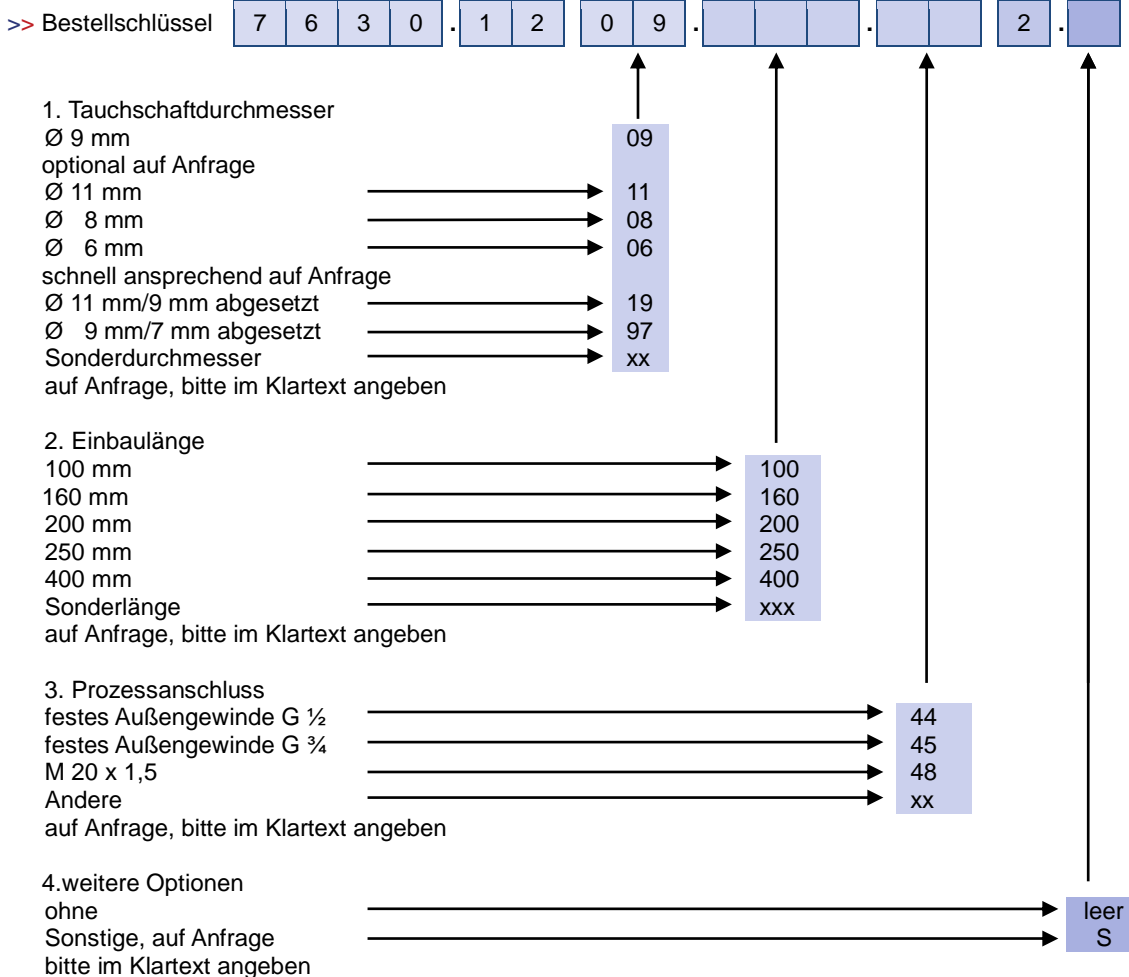 >> Bestellschlüssel 7 6 3 0 . 1 2 0 9 . . 2 .
1. Tauchschaftdurchmesser
Ø 9 mm 09
optional auf Anfrage
Ø 11 mm 11
Ø 8 mm 08
Ø 6 mm 06
schnell ansprechend auf Anfrage
Ø 11 mm/9 mm abgesetzt 19
Ø 9 mm/7 mm abgesetzt 97
Sonderdurchmesser xx
auf Anfrage, bitte im Klartext angeben
2. Einbaulänge
100 mm 100
160 mm 160
200 mm 200
250 mm 250
400 mm 400
Sonderlänge xxx
auf Anfrage, bitte im Klartext angeben
3. Prozessanschluss
festes Außengewinde G ½ 44
festes Außengewinde G ¾ 45
M 20 x 1,5 48
Andere xx
auf Anfrage, bitte im Klartext angeben
4.weitere Optionen
ohne leer
Sonstige, auf Anfrage S
bitte im Klartext angeben